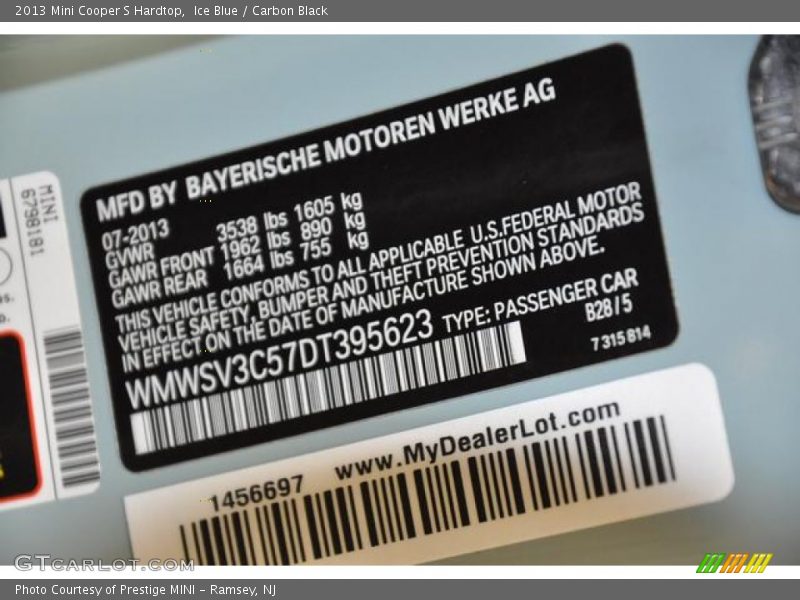 2013 Mini Cooper S Hardtop,  Ice Blue / Carbon Black
MFD BY BAYERISCHE MOTOREN WERKE AG
07-2013
GVWR 3538 lbs 1605 kg
GAWR FRONT 1962 lbs 890 kg
GAWR REAR 1664 lbs 755 kg
THIS VEHICLE CONFORMS TO ALL APPLICABLE U.S.FEDERAL MOTOR
VEHICLE SAFETY, BUMPER AND THEFT PREVENTION STANDARDS
IN EFFECT ON THE DATE OF MANUFACTURE SHOWN ABOVE.
WMWSV3C57DT395623 TYPE: PASSENGER CAR
B28/5
7315814
MINI
6798181
1456697 www.MyDealerLot.com
GTcarlot.com
Photo Courtesy of Prestige MINI - Ramsey, NJ